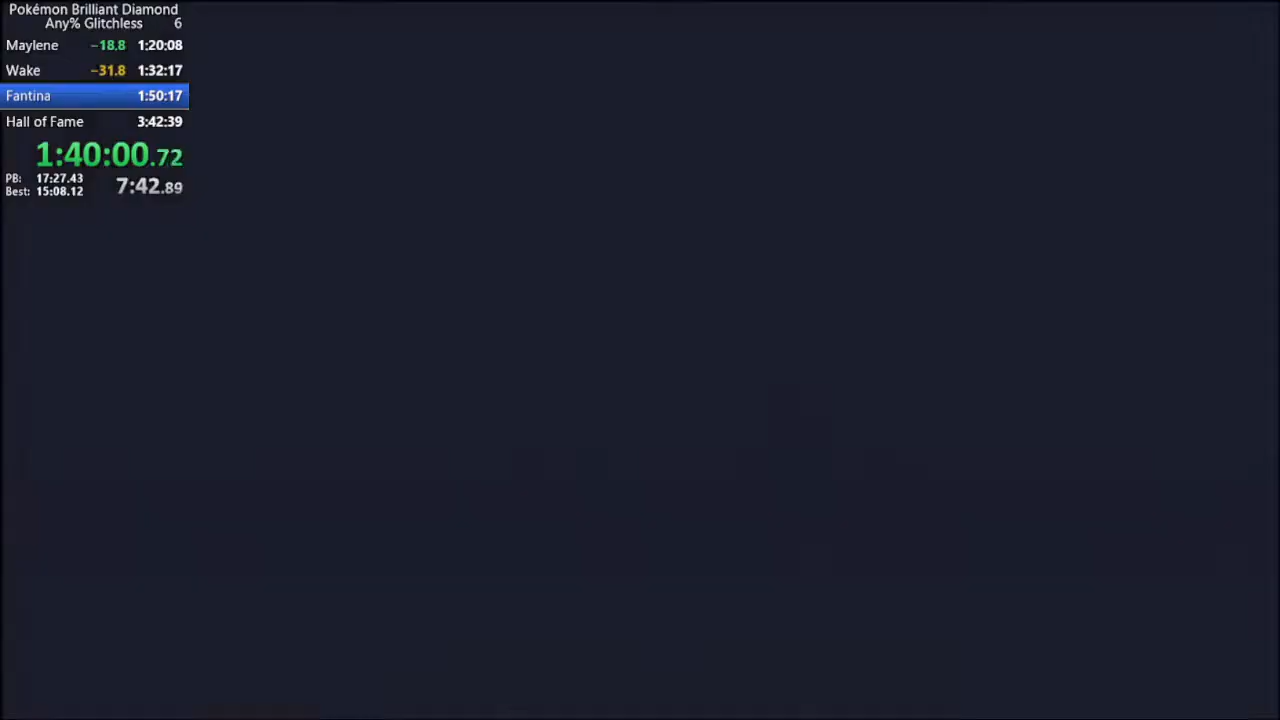 Pokémon Brilliant Diamond
Any% Glitchless 6
Maylene -18.8 1:20:08
Wake -31.8 1:32:17
Fantina 1:50:17
Hall of Fame 3:42:39
1:40:00.72
PB: 17:27.43 7:42.89
Best: 15:08.12